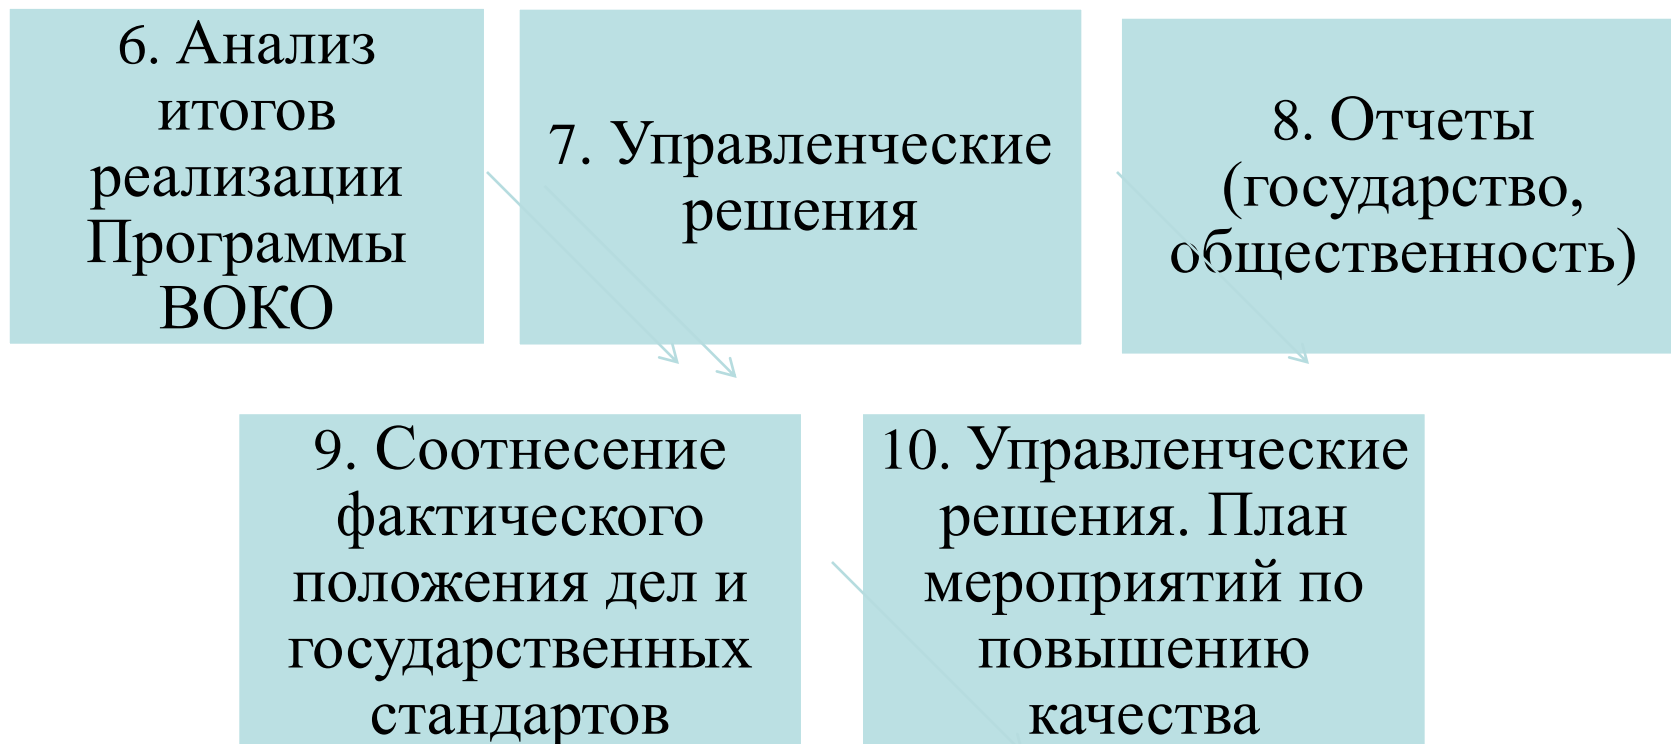 6. Анализ
итогов
реализации
Программы
ВОКО
7. Управленческие
решения
8. Отчеты
(государство,
общественность)
9. Соотнесение
фактического
положения дел и
государственных
стандартов
10. Управленческие
решения. План
мероприятий по
повышению
качества